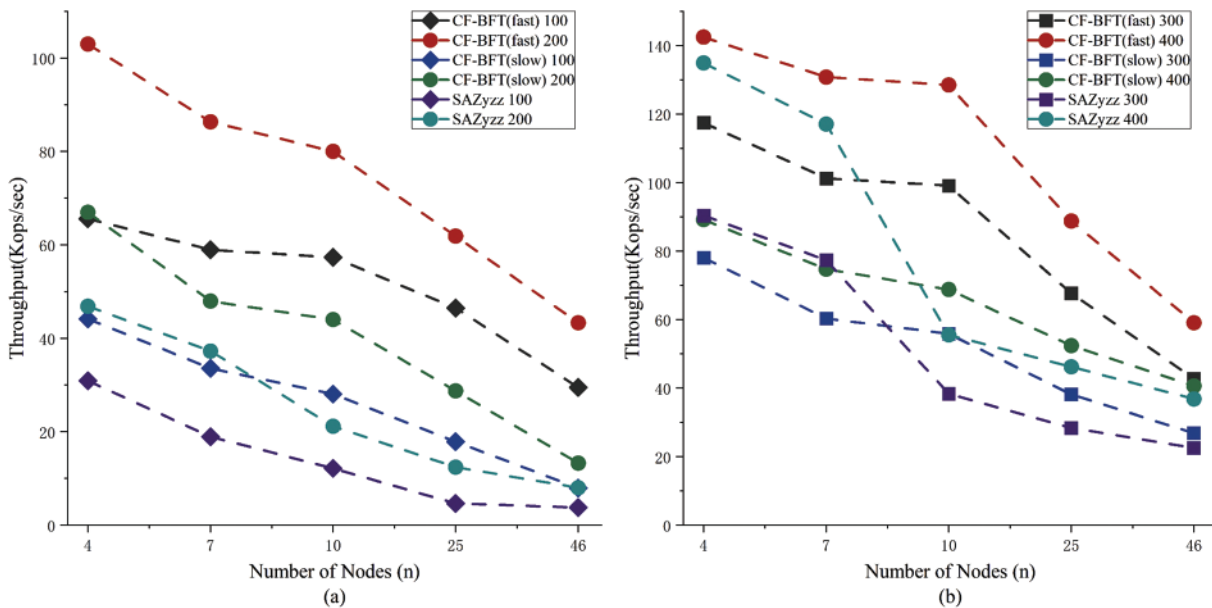 CF-BFT(fast) 100
CF-BFT(fast) 200
CF-BFT(slow) 100
CF-BFT(slow) 200
SAZyzz 100
SAZyzz 200
100
80
60
40
20
0
Throughput(Kops/sec)
4 7 10 25 46
Number of Nodes (n)
(a)
CF-BFT(fast) 300
CF-BFT(fast) 400
CF-BFT(slow) 300
CF-BFT(slow) 400
SAZyzz 300
SAZyzz 400
140
120
100
80
60
40
20
0
Throughput(Kops/sec)
4 7 10 25 46
Number of Nodes (n)
(b)